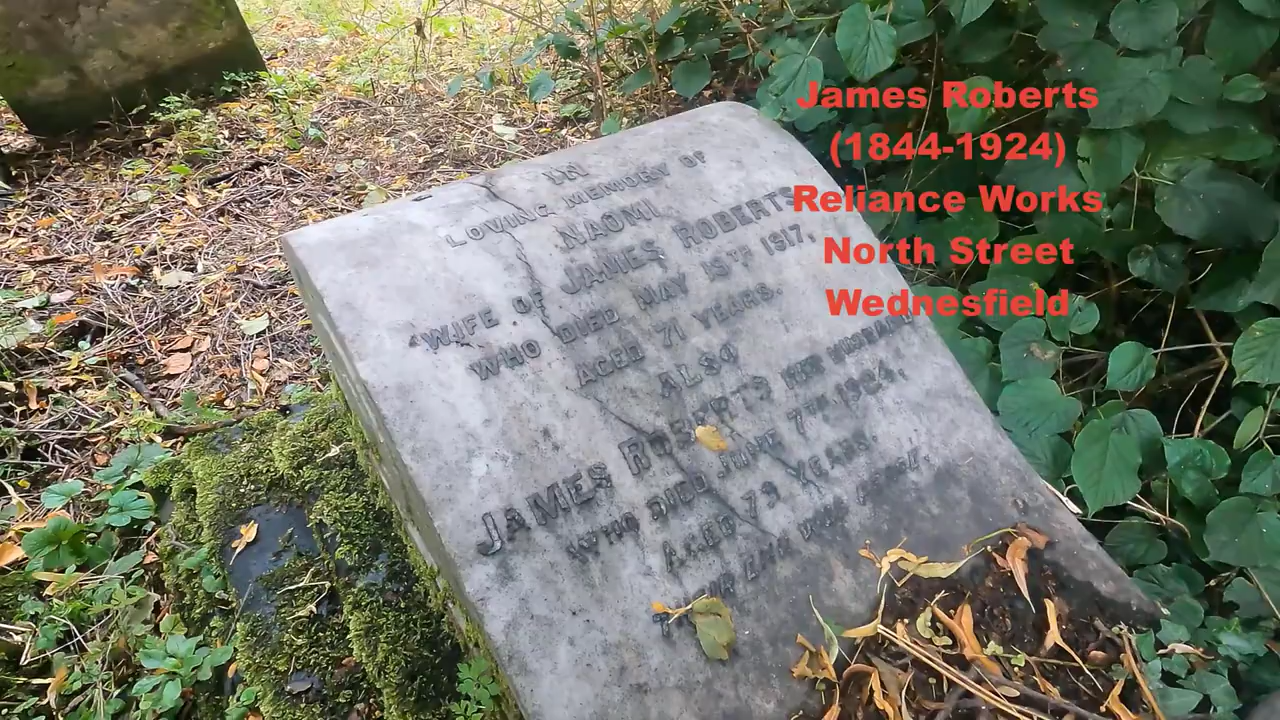 IN
LOVING MEMORY OF
NAOMI
WIFE OF JAMES ROBERTS
WHO DIED MAY 15TH 1917.
AGED 71 YEARS.
ALSO
JAMES ROBERTS HER HUSBAND
WHO DIED JUNE 7TH 1924.
AGED 79 YEARS.
James Roberts
(1844-1924)
Reliance Works
North Street
Wednesfield